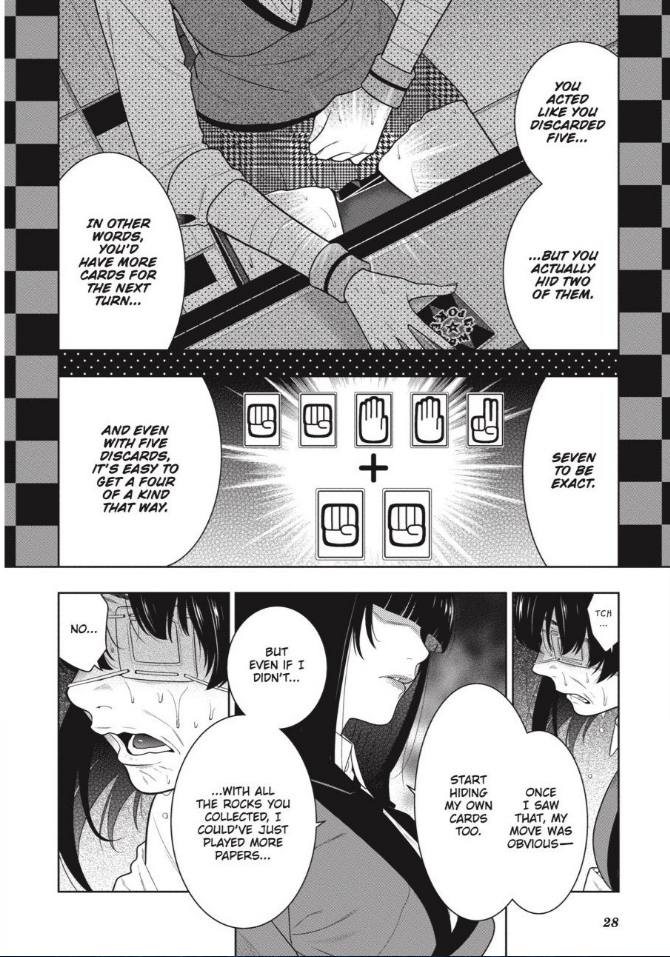 YOU
ACTED
LIKE YOU
DISCARDED
FIVE...
...BUT YOU
ACTUALLY
HID TWO
OF THEM.
IN OTHER
WORDS,
YOU'D
HAVE MORE
CARDS FOR
THE NEXT
TURN...
SEVEN
TO BE
EXACT.
AND EVEN
WITH FIVE
DISCARDS,
IT'S EASY TO
GET A FOUR
OF A KIND
THAT WAY.
TCH
...
ONCE
I SAW
THAT, MY
MOVE WAS
OBVIOUS—
START
HIDING
MY OWN
CARDS
TOO.
BUT
EVEN IF I
DIDN'T...
...WITH ALL
THE ROCKS YOU
COLLECTED, I
COULD'VE JUST
PLAYED MORE
PAPERS...
NO...
28